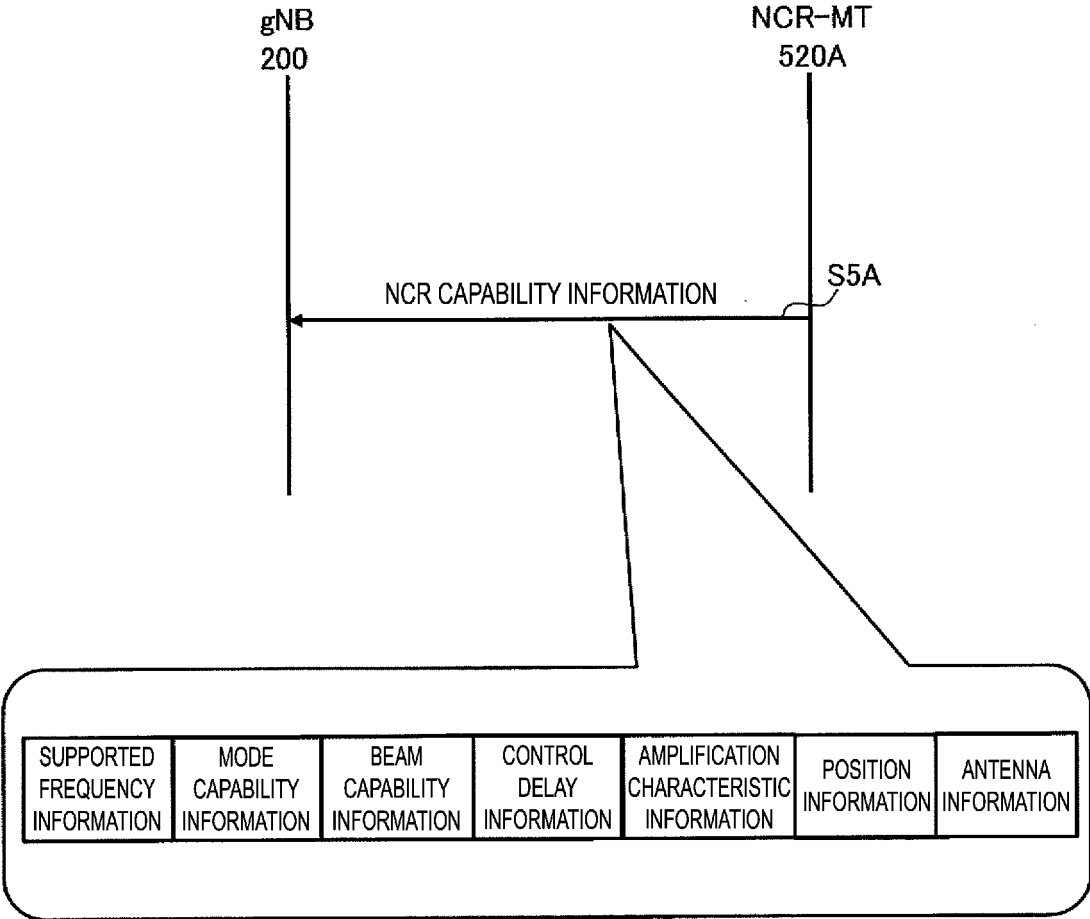 gNB
200
NCR-MT
520A
S5A
NCR CAPABILITY INFORMATION
SUPPORTED
FREQUENCY
INFORMATION
MODE
CAPABILITY
INFORMATION
BEAM
CAPABILITY
INFORMATION
CONTROL
DELAY
INFORMATION
AMPLIFICATION
CHARACTERISTIC
INFORMATION
POSITION
INFORMATION
ANTENNA
INFORMATION